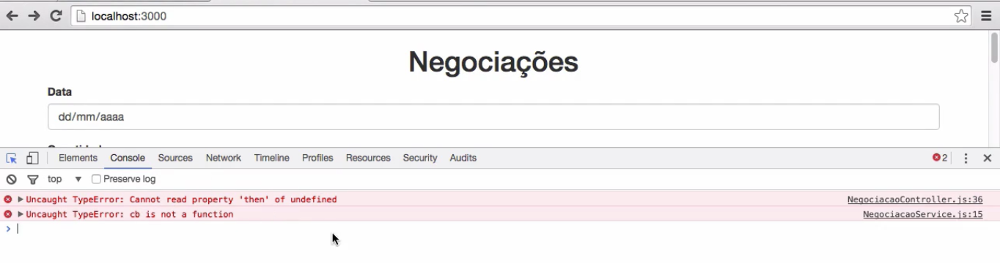 localhost:3000
Negociações
Data
dd/mm/aaaa
Elements Console Sources Network Timeline Profiles Resources Security Audits 2
top Preserve log
Uncaught TypeError: Cannot read property 'then' of undefined NegociacaoController.js:36
Uncaught TypeError: cb is not a function NegociacaoService.js:15